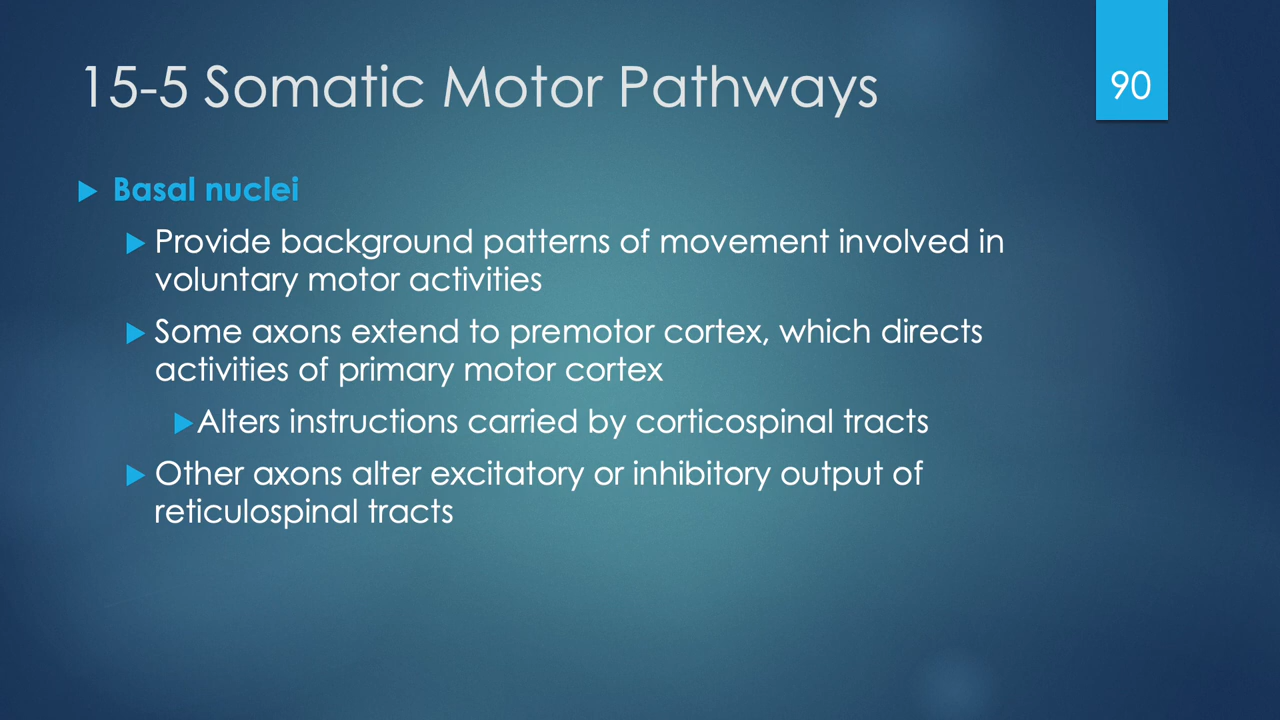 15-5 Somatic Motor Pathways
90
Basal nuclei
Provide background patterns of movement involved in
voluntary motor activities
Some axons extend to premotor cortex, which directs
activities of primary motor cortex
Alters instructions carried by corticospinal tracts
Other axons alter excitatory or inhibitory output of
reticulospinal tracts